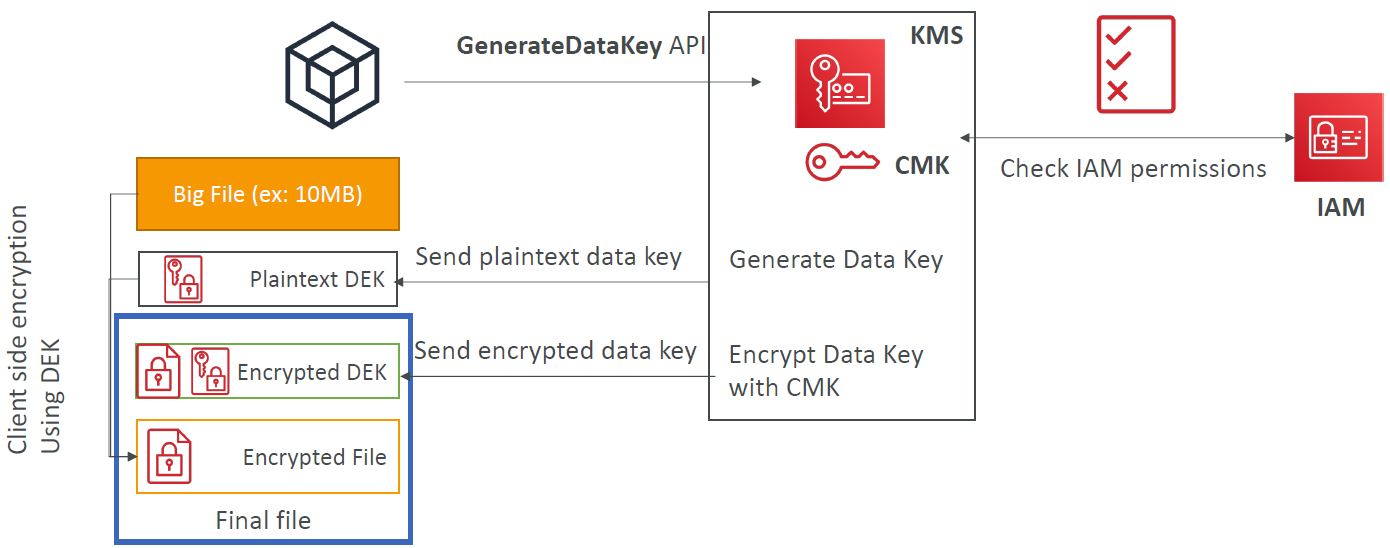 GenerateDataKey API
KMS
CMK
Check IAM permissions
IAM
Big File (ex: 10MB)
Send plaintext data key
Generate Data Key
Plaintext DEK
Send encrypted data key
Encrypt Data Key
with CMK
Encrypted DEK
Encrypted File
Final file
Client side encryption
Using DEK